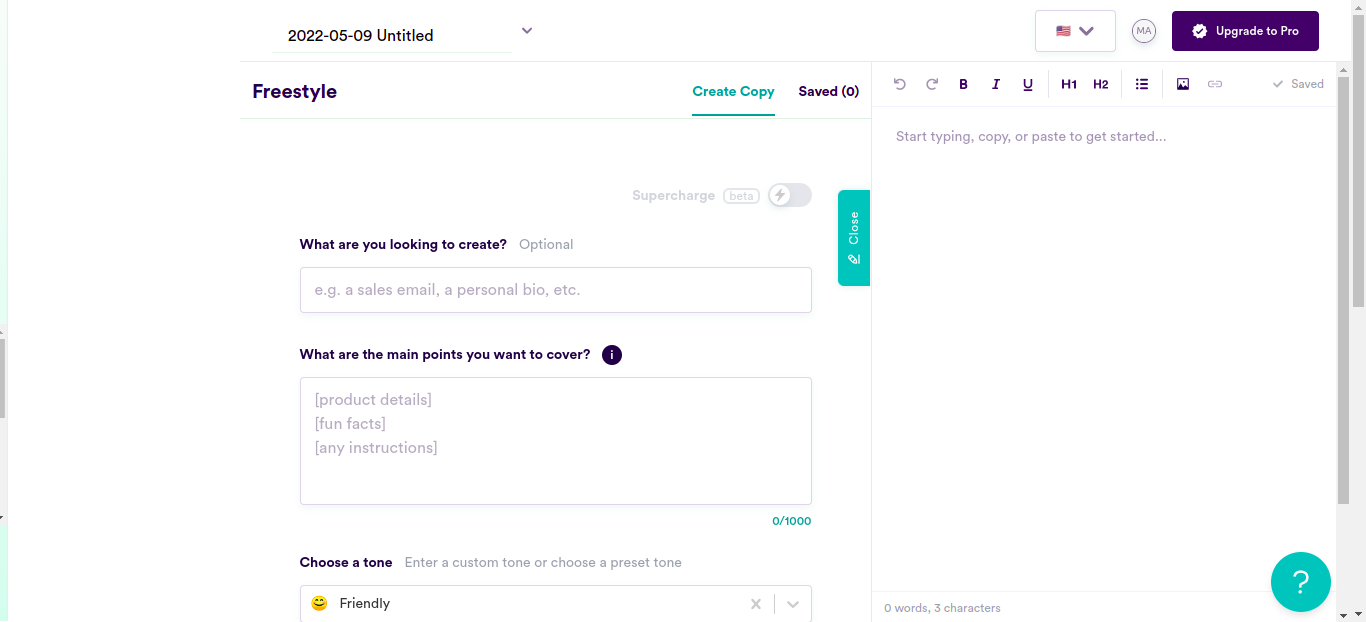 2022-05-09 Untitled
MA
Upgrade to Pro
Freestyle
Create Copy
Saved (0)
B I U H1 H2
Saved
Start typing, copy, or paste to get started...
Supercharge beta
Close
What are you looking to create? Optional
e.g. a sales email, a personal bio, etc.
What are the main points you want to cover? i
[product details]
[fun facts]
[any instructions]
0/1000
Choose a tone Enter a custom tone or choose a preset tone
Friendly
0 words, 3 characters
?